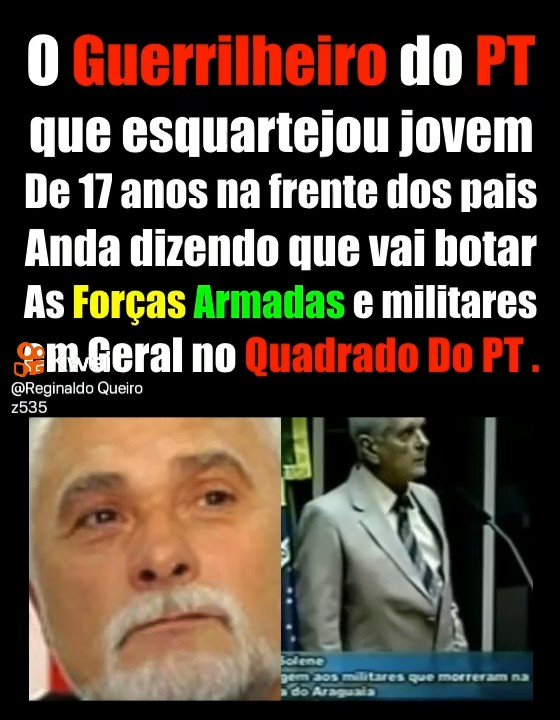 O Guerrilheiro do PT
que esquartejou jovem
De 17 anos na frente dos pais
Anda dizendo que vai botar
As Forças Armadas e militares
em Geral no Quadrado Do PT .
@Reginaldo Queiro
z535
Solene
gem aos militares que morreram na
a do Araguaia